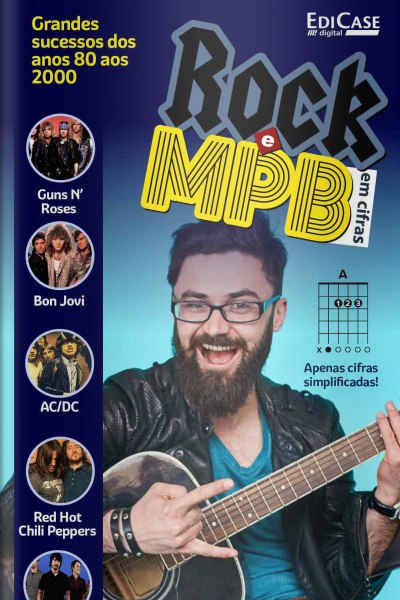 EDICASE
digital
Grandes
sucessos dos
anos 80 aos
2000
Rock
e
MPB
em cifras
Guns N'
Roses
Bon Jovi
AC/DC
Red Hot
Chili Peppers
A
1 2 3
x
Apenas cifras
simplificadas!